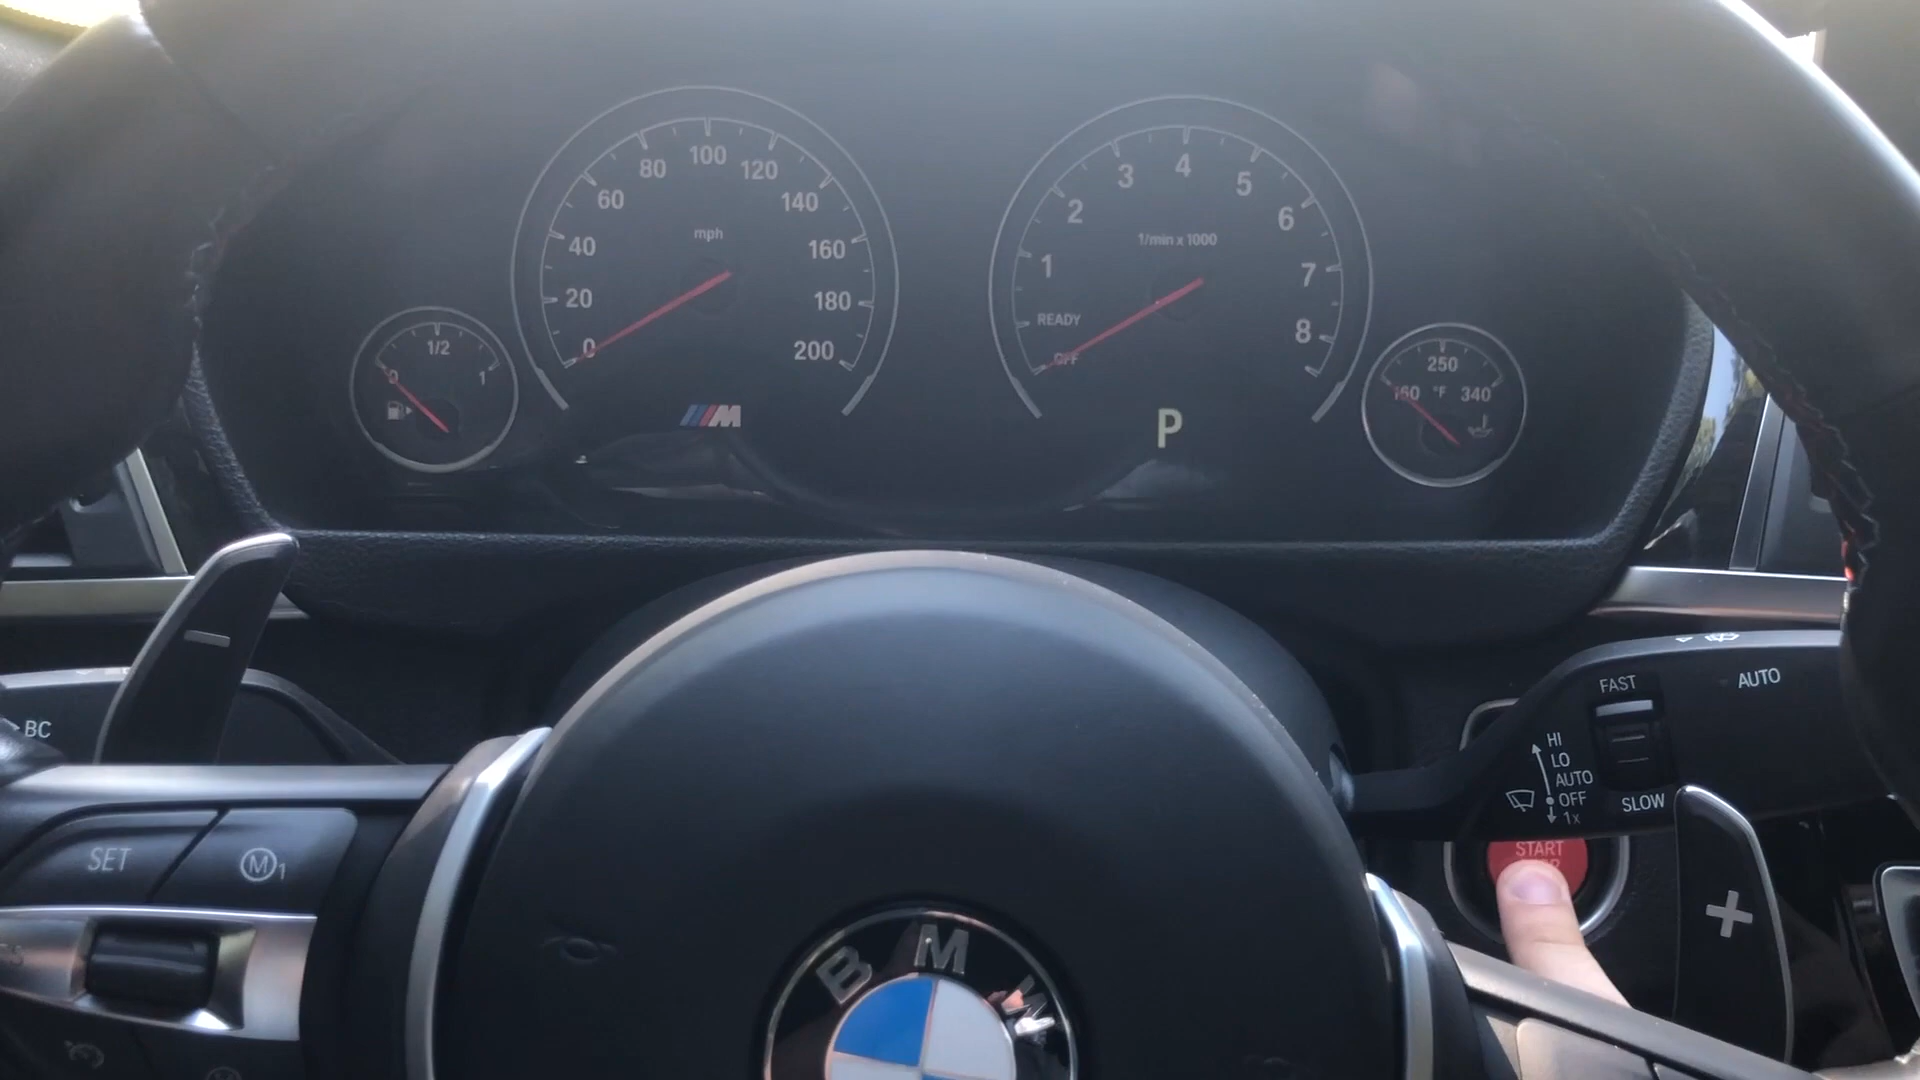 80 100 120
60 140
mph
40 160
20 180
0 200
1/2
0 1
M
3 4 5
2 6
1/min x 1000
1 7
READY 8
OFF
P
250
160 °F 340
BC
FAST
AUTO
HI
LO
AUTO
OFF
1x
SLOW
SET
M1
START
BMW